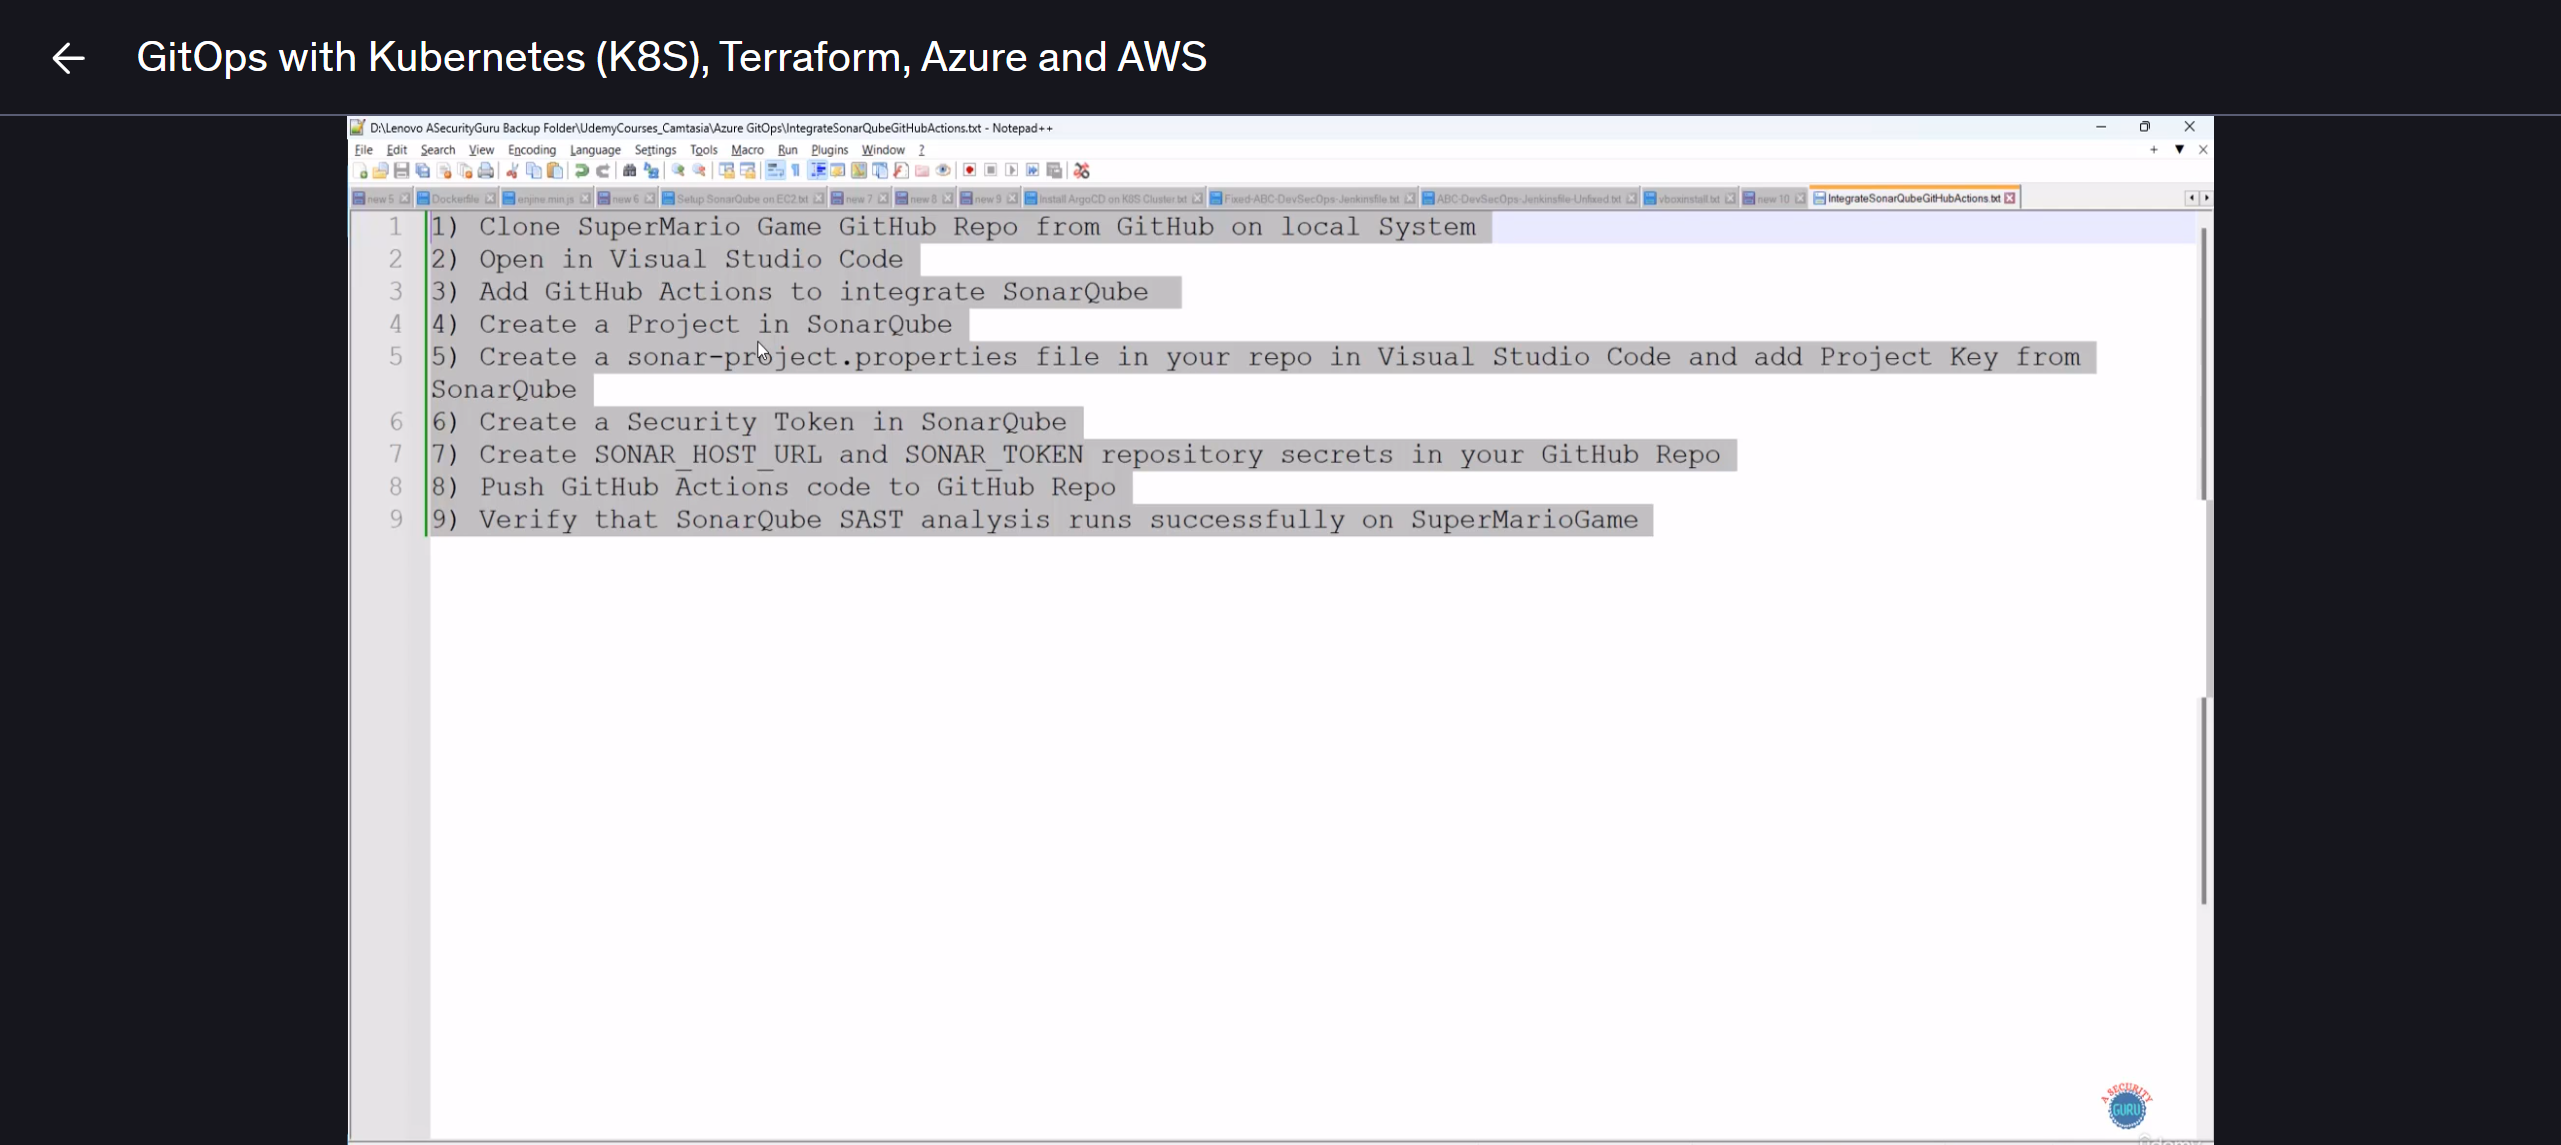 GitOps with Kubernetes (K8S), Terraform, Azure and AWS
D:\Lenovo ASecurityGuru Backup Folder\UdemyCourses_Camtasia\Azure GitOps\IntegrateSonarQubeGitHubActions.txt - Notepad++
File Edit Search View Encoding Language Settings Tools Macro Run Plugins Window ?
new 5 Dockerfile enjine.min.js new 6 Setup SonarQube on EC2.txt new 7 new 8 new 9 Install ArgoCD on K8S Cluster.txt Fixed-ABC-DevSecOps-Jenkinsfile.txt ABC-DevSecOps-Jenkinsfile-Unfixed.txt vboxinstall.txt new 10 IntegrateSonarQubeGitHubActions.txt
1 1) Clone SuperMario Game GitHub Repo from GitHub on local System
2 2) Open in Visual Studio Code
3 3) Add GitHub Actions to integrate SonarQube
4 4) Create a Project in SonarQube
5 5) Create a sonar-project.properties file in your repo in Visual Studio Code and add Project Key from
SonarQube
6 6) Create a Security Token in SonarQube
7 7) Create SONAR_HOST_URL and SONAR_TOKEN repository secrets in your GitHub Repo
8 8) Push GitHub Actions code to GitHub Repo
9 9) Verify that SonarQube SAST analysis runs successfully on SuperMarioGame
A SECURITY
GURU